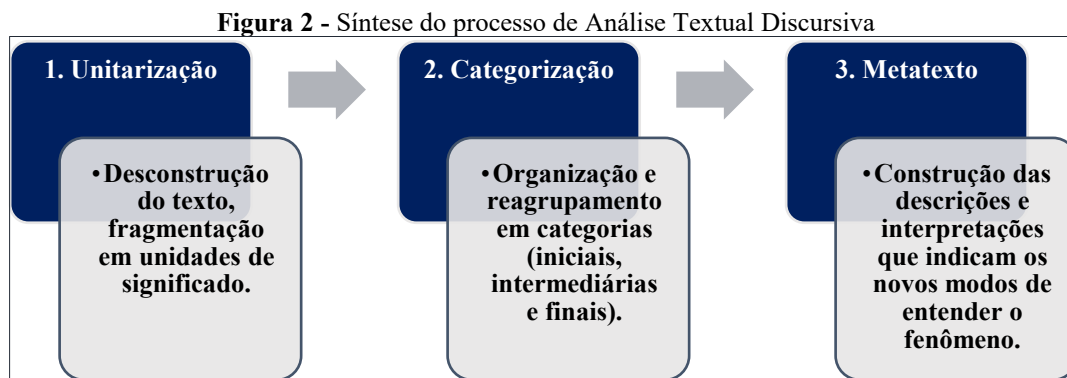 Figura 2 - Síntese do processo de Análise Textual Discursiva
1. Unitarização
•Desconstrução
do texto,
fragmentação
em unidades de
significado.
2. Categorização
•Organização e
reagrupamento
em categorias
(iniciais,
intermediárias
e finais).
3. Metatexto
•Construção das
descrições e
interpretações
que indicam os
novos modos de
entender o
fenômeno.